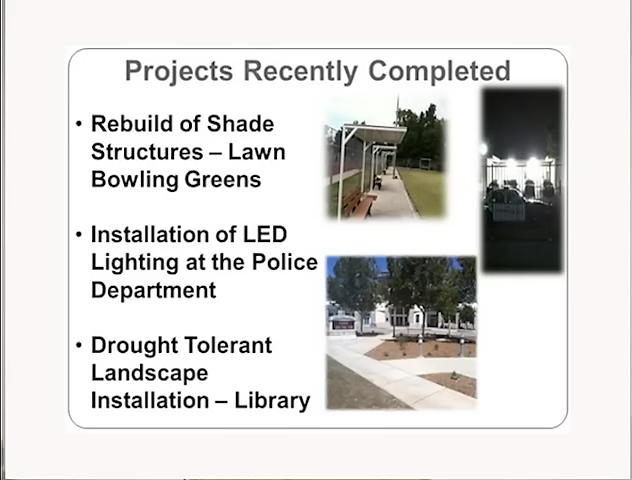 Projects Recently Completed
• Rebuild of Shade
Structures – Lawn
Bowling Greens
• Installation of LED
Lighting at the Police
Department
• Drought Tolerant
Landscape
Installation – Library